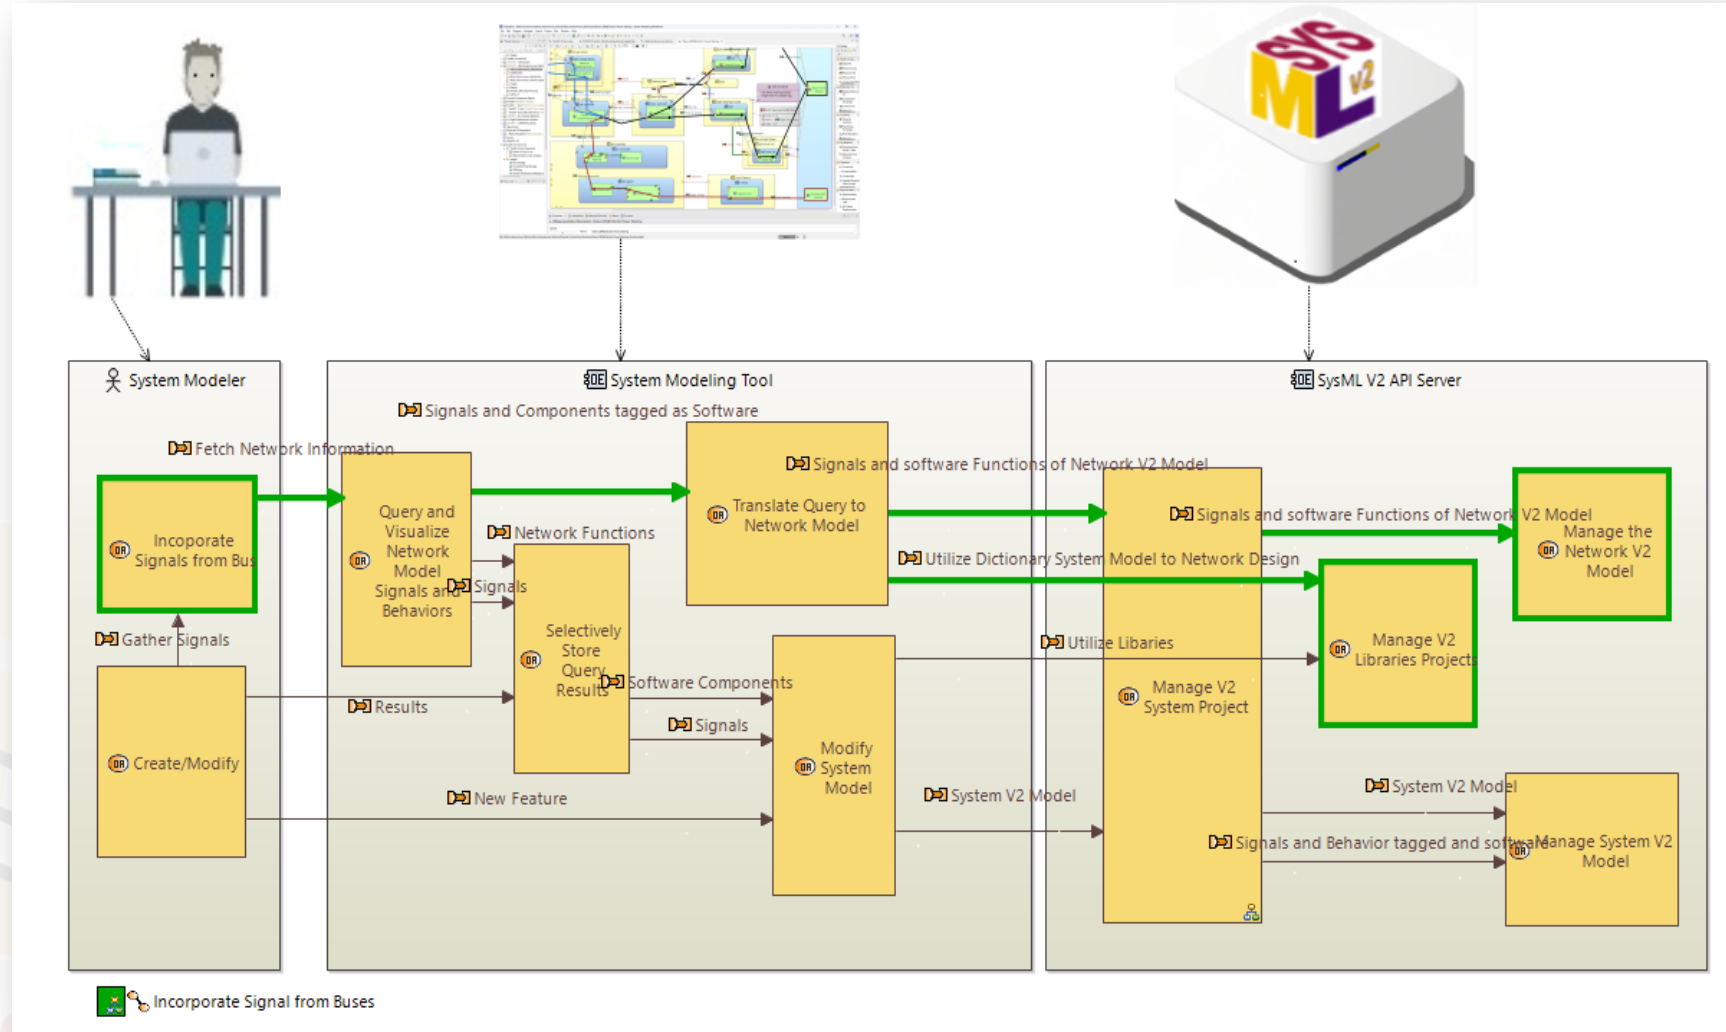 SYS
ML v2
System Modeler
System Modeling Tool
SysML V2 API Server
Signals and Components tagged as Software
Fetch Network Information
Signals and software Functions of Network V2 Model
Incoporate
Signals from Bus
Query and
Visualize
Network
Model
Signals and
Behaviors
Translate Query to
Network Model
Signals and software Functions of Network V2 Model
Manage the
Network V2
Model
Network Functions
Signals
Utilize Dictionary System Model to Network Design
Gather Signals
Selectively
Store
Query
Results
Utilize Libaries
Manage V2
Libraries Projects
Software Components
Manage V2
System Project
Results
Signals
Create/Modify
Modify
System
Model
New Feature
System V2 Model
System V2 Model
Signals and Behavior tagged and software
Manage System V2
Model
Incorporate Signal from Buses